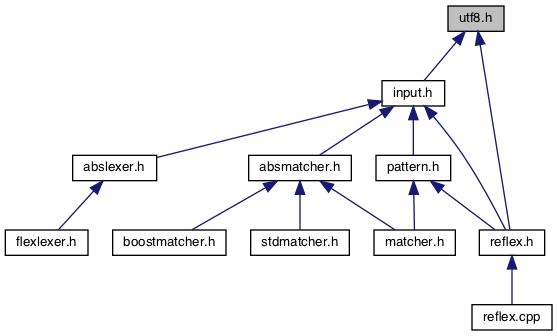 utf8.h
input.h
abslexer.h
absmatcher.h
pattern.h
flexlexer.h
boostmatcher.h
stdmatcher.h
matcher.h
reflex.h
reflex.cpp